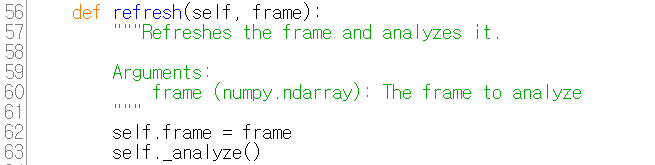 56 def refresh(self, frame):
57 """Refreshes the frame and analyzes it.
58
59 Arguments:
60 frame (numpy.ndarray): The frame to analyze
61 """
62 self.frame = frame
63 self._analyze()